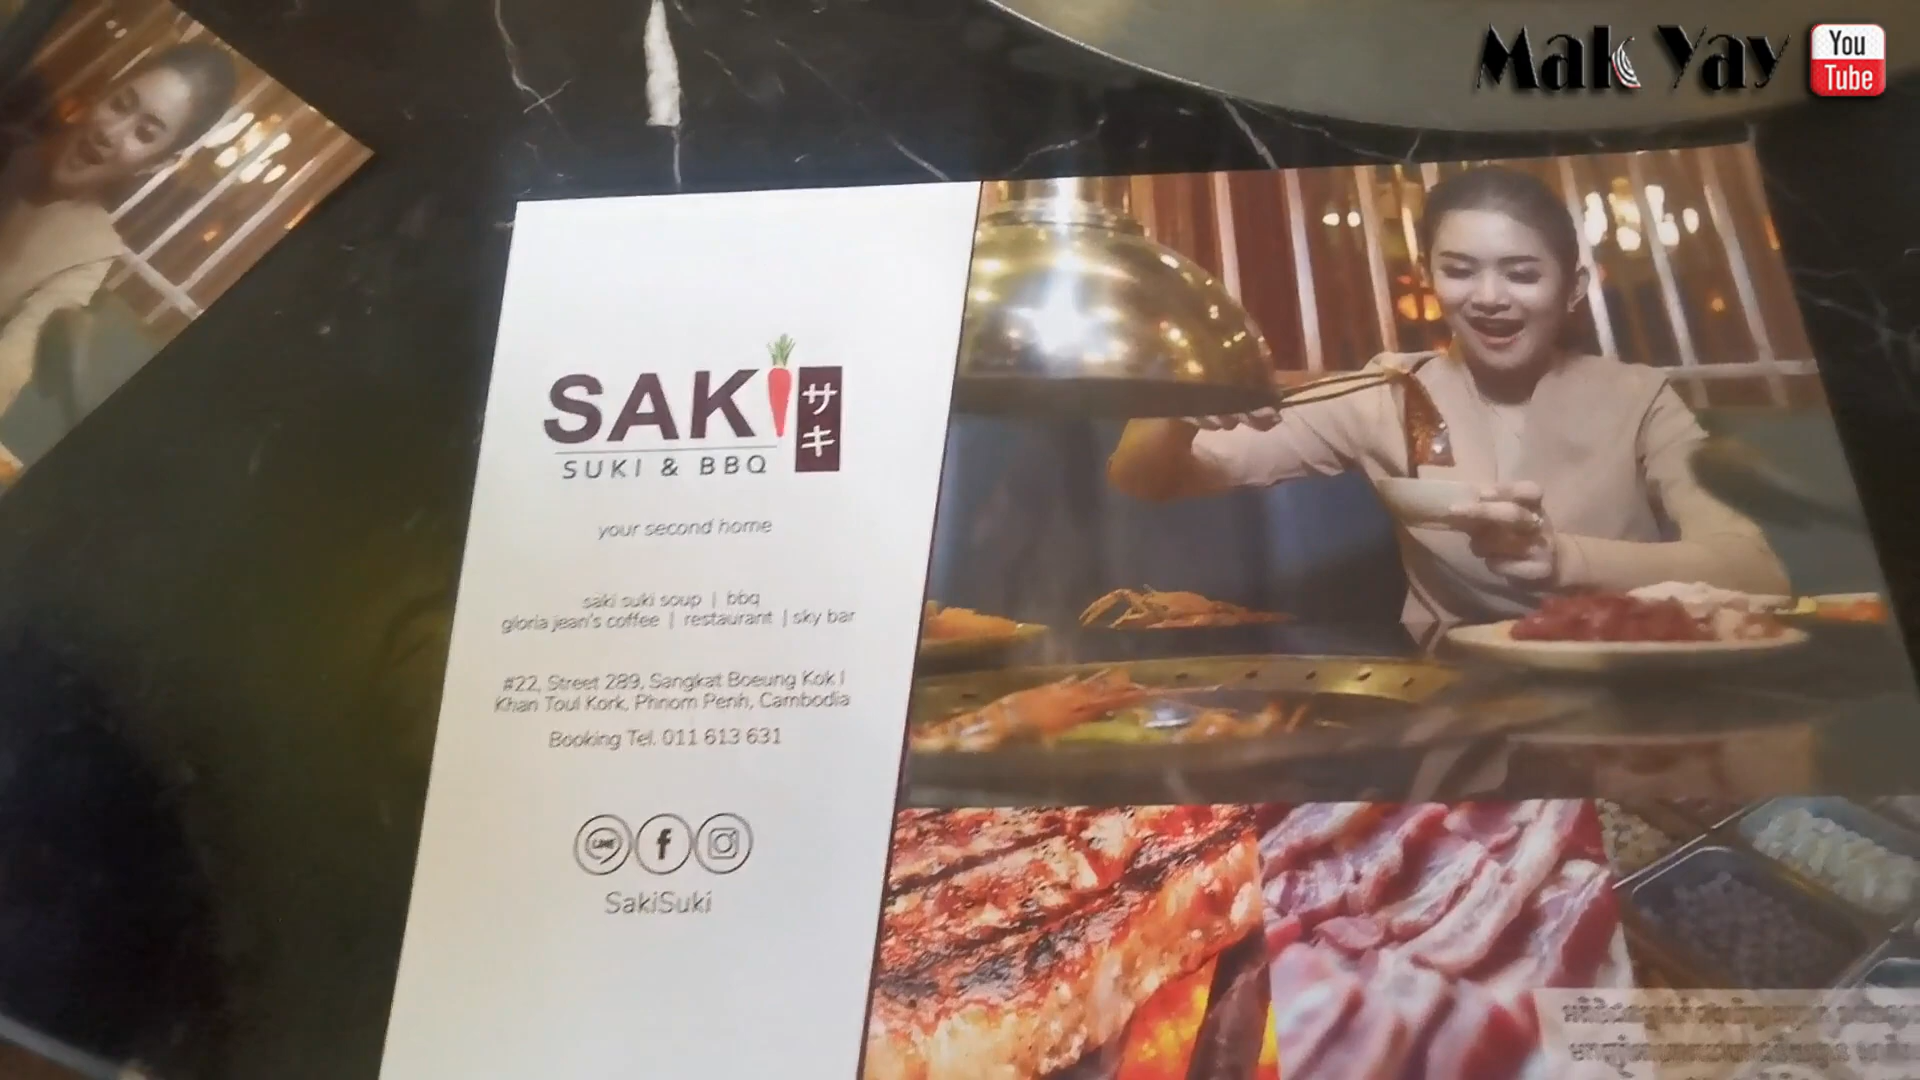 Mak Yay You Tube
SAKI サキ
SUKI & BBQ
your second home
saki suki soup | bbq
gloria jean's coffee | restaurant | sky bar
#22, Street 289, Sangkat Boeung Kok I
Khan Toul Kork, Phnom Penh, Cambodia
Booking Tel. 011 613 631
LINE f
SakiSuki